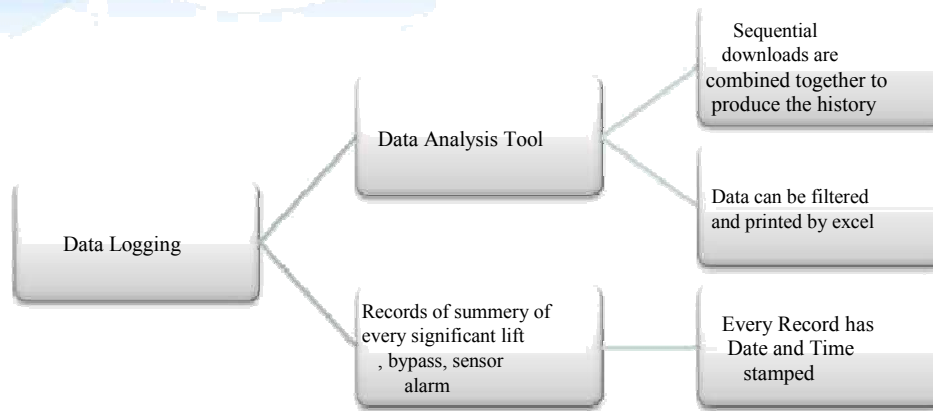 Sequential
downloads are
combined together to
produce the history
Data Analysis Tool
Data can be filtered
and printed by excel
Data Logging
Records of summery of
every significant lift
, bypass, sensor
alarm
Every Record has
Date and Time
stamped